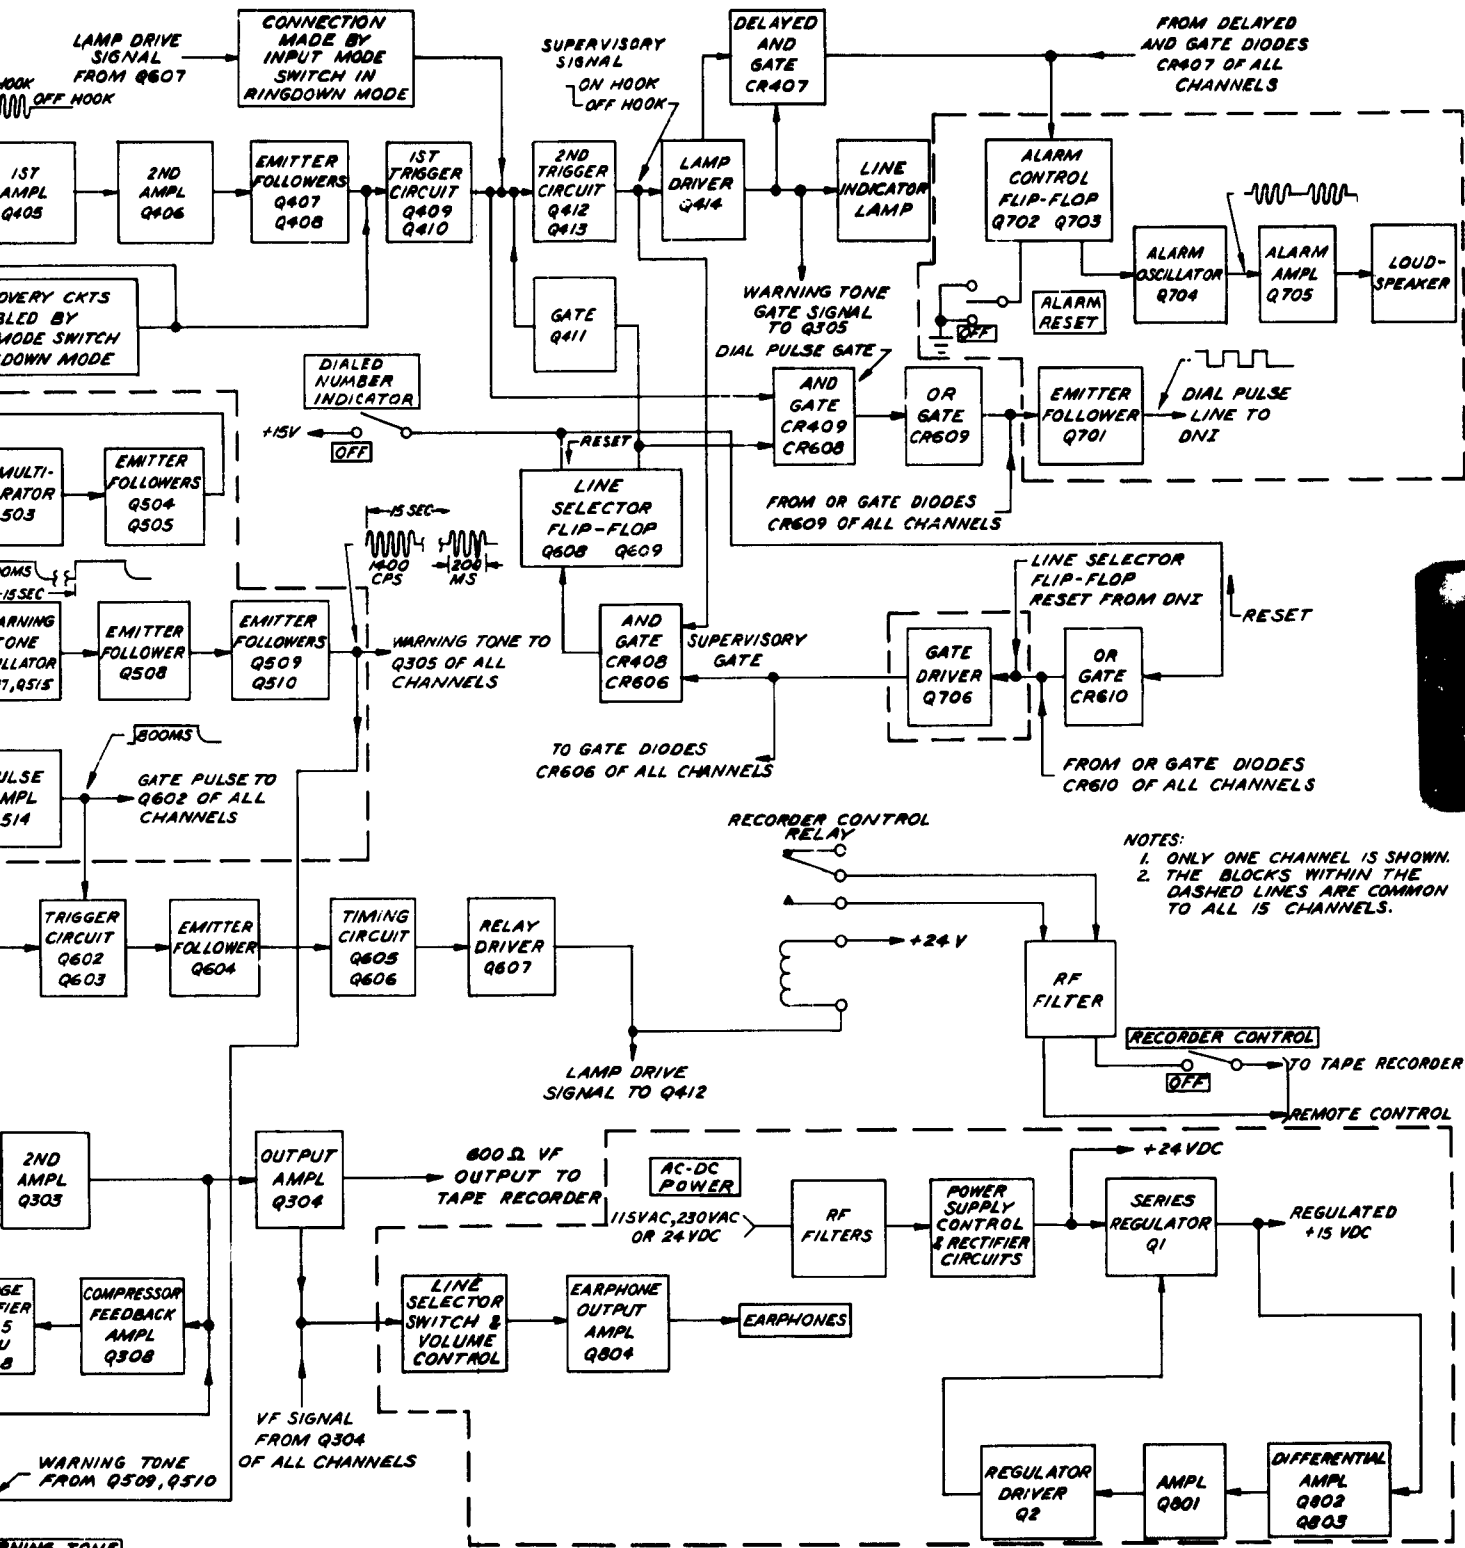 LAMP DRIVE
SIGNAL
FROM Q607
CONNECTION
MADE BY
INPUT MODE
SWITCH IN
RINGDOWN MODE
SUPERVISORY
SIGNAL
ON HOOK
OFF HOOK
DELAYED
AND
GATE
CR407
FROM DELAYED
AND GATE DIODES
CR407 OF ALL
CHANNELS
OFF HOOK
1ST
AMPL
Q405
2ND
AMPL
Q406
EMITTER
FOLLOWERS
Q407
Q408
1ST
TRIGGER
CIRCUIT
Q409
Q410
2ND
TRIGGER
CIRCUIT
Q412
Q413
LAMP
DRIVER
Q414
LINE
INDICATOR
LAMP
ALARM
CONTROL
FLIP-FLOP
Q702 Q703
ALARM
OSCILLATOR
Q704
ALARM
AMPL
Q705
LOUD-
SPEAKER
OVERY CKTS
BLED BY
MODE SWITCH
DOWN MODE
GATE
Q411
WARNING TONE
GATE SIGNAL
TO Q305
ALARM
RESET
OFF
DIAL PULSE GATE
DIALED
NUMBER
INDICATOR
+15V
OFF
RESET
AND
GATE
CR409
CR608
OR
GATE
CR609
EMITTER
FOLLOWER
Q701
DIAL PULSE
LINE TO
DNI
MULTI-
RATOR
503
EMITTER
FOLLOWERS
Q504
Q505
LINE
SELECTOR
FLIP-FLOP
Q608 Q609
FROM OR GATE DIODES
CR609 OF ALL CHANNELS
15 SEC
1400
CPS
200
MS
OMS
15 SEC
LINE SELECTOR
FLIP-FLOP
RESET FROM DNI
RESET
ARNING
TONE
ILLATOR
7, Q515
EMITTER
FOLLOWER
Q508
EMITTER
FOLLOWERS
Q509
Q510
WARNING TONE TO
Q305 OF ALL
CHANNELS
AND
GATE
CR408
CR606
SUPERVISORY
GATE
GATE
DRIVER
Q706
OR
GATE
CR610
800MS
TO GATE DIODES
CR606 OF ALL CHANNELS
FROM OR GATE DIODES
CR610 OF ALL CHANNELS
ULSE
MPL
514
GATE PULSE TO
Q602 OF ALL
CHANNELS
RECORDER CONTROL
RELAY
NOTES:
1. ONLY ONE CHANNEL IS SHOWN.
2. THE BLOCKS WITHIN THE
DASHED LINES ARE COMMON
TO ALL 15 CHANNELS.
TRIGGER
CIRCUIT
Q602
Q603
EMITTER
FOLLOWER
Q604
TIMING
CIRCUIT
Q605
Q606
RELAY
DRIVER
Q607
+24 V
RF
FILTER
RECORDER CONTROL
OFF
TO TAPE RECORDER
REMOTE CONTROL
LAMP DRIVE
SIGNAL TO Q412
2ND
AMPL
Q303
OUTPUT
AMPL
Q304
600 Ω VF
OUTPUT TO
TAPE RECORDER
AC-DC
POWER
115VAC, 230VAC
OR 24VDC
RF
FILTERS
POWER
SUPPLY
CONTROL
& RECTIFIER
CIRCUITS
+24VDC
SERIES
REGULATOR
Q1
REGULATED
+15 VDC
GE
FIER
5
U
8
COMPRESSOR
FEEDBACK
AMPL
Q308
LINE
SELECTOR
SWITCH &
VOLUME
CONTROL
EARPHONE
OUTPUT
AMPL
Q804
EARPHONES
VF SIGNAL
FROM Q304
OF ALL CHANNELS
WARNING TONE
FROM Q509, Q510
REGULATOR
DRIVER
Q2
AMPL
Q801
DIFFERENTIAL
AMPL
Q802
Q803